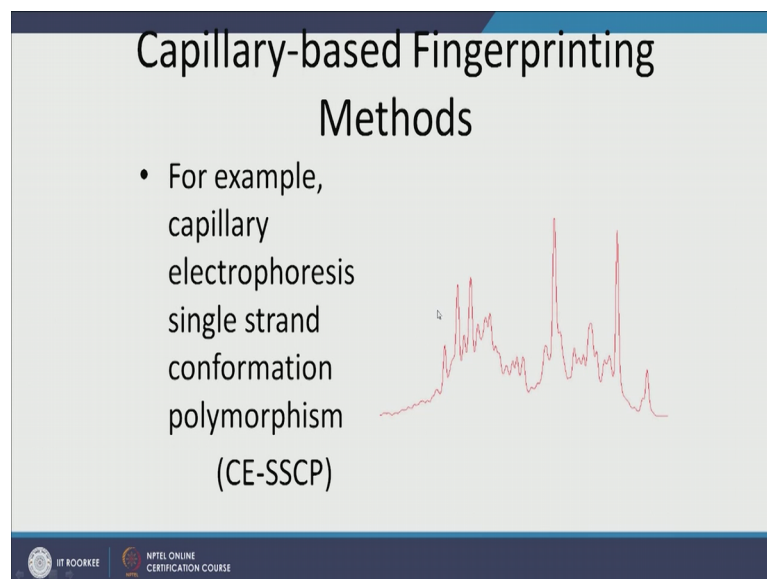 Capillary-based Fingerprinting
Methods
• For example,
capillary
electrophoresis
single strand
conformation
polymorphism
(CE-SSCP)
IIT ROORKEE
NPTEL ONLINE
CERTIFICATION COURSE